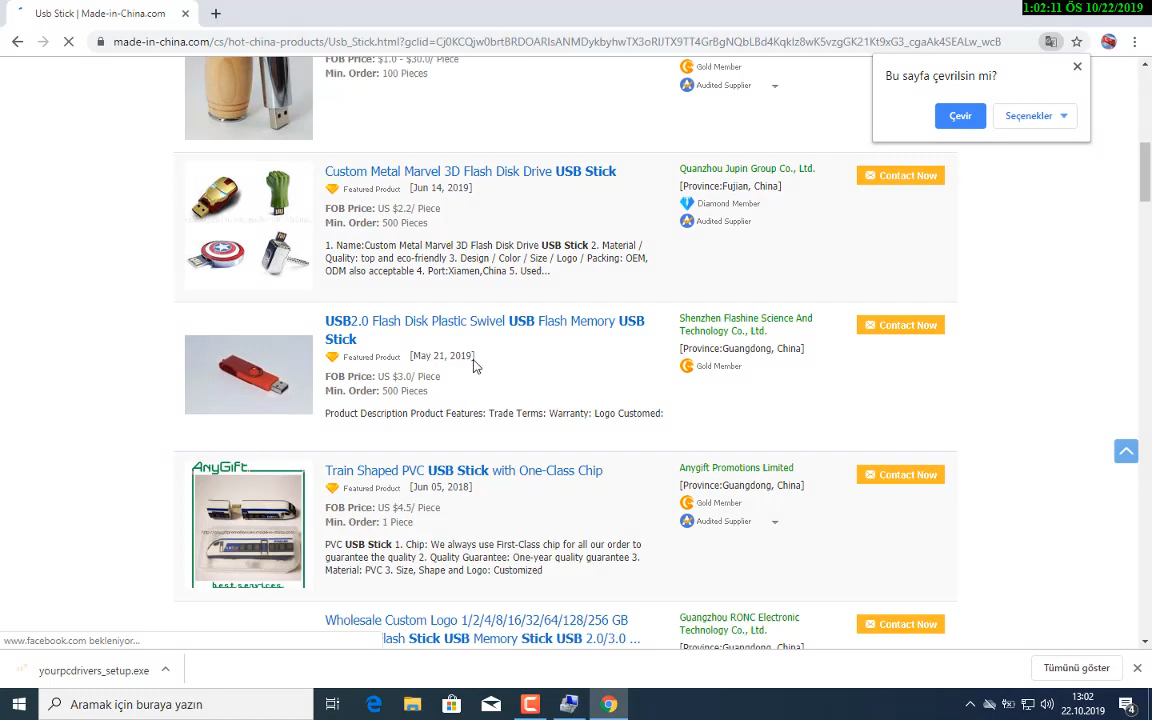 1:02:11 ÖS 10/22/2019
Usb Stick | Made-in-China.com
made-in-china.com/cs/hot-china-products/Usb_Stick.html?gclid=Cj0KCQjw0brtBRDOARIsANMDykbyhwTX3oRIJTX9TT4GrBgNQbLBd4Kqklz8wK5vzgGK21Kt9xG3_cgaAk4SEALw_wcB
Bu sayfa çevrilsin mi?
Çevir
Seçenekler
FOB Price: US $1.0 - $30.0/ Piece
Min. Order: 100 Pieces
Gold Member
Audited Supplier
Custom Metal Marvel 3D Flash Disk Drive USB Stick
Featured Product [Jun 14, 2019]
FOB Price: US $2.2/ Piece
Min. Order: 500 Pieces
1. Name:Custom Metal Marvel 3D Flash Disk Drive USB Stick 2. Material /
Quality: top and eco-friendly 3. Design / Color / Size / Logo / Packing: OEM,
ODM also acceptable 4. Port:Xiamen,China 5. Used...
Quanzhou Jupin Group Co., Ltd.
[Province:Fujian, China]
Diamond Member
Audited Supplier
Contact Now
USB2.0 Flash Disk Plastic Swivel USB Flash Memory USB
Stick
Featured Product [May 21, 2019]
FOB Price: US $3.0/ Piece
Min. Order: 500 Pieces
Product Description Product Features: Trade Terms: Warranty: Logo Customed:
Shenzhen Flashine Science And
Technology Co., Ltd.
[Province:Guangdong, China]
Gold Member
Contact Now
AnyGift
best services
Train Shaped PVC USB Stick with One-Class Chip
Featured Product [Jun 05, 2018]
FOB Price: US $4.5/ Piece
Min. Order: 1 Piece
PVC USB Stick 1. Chip: We always use First-Class chip for all our order to
guarantee the quality 2. Quality Guarantee: One-year quality guarantee 3.
Material: PVC 3. Size, Shape and Logo: Customized
Anygift Promotions Limited
[Province:Guangdong, China]
Gold Member
Audited Supplier
Contact Now
Wholesale Custom Logo 1/2/4/8/16/32/64/128/256 GB
Flash Stick USB Memory Stick USB 2.0/3.0 ...
Guangzhou RONC Electronic
Technology Co., Ltd.
[Province:Guangdong, China]
Contact Now
www.facebook.com bekleniyor...
yourpcdrivers_setup.exe
Tümünü göster
Aramak için buraya yazın
13:02
22.10.2019
4